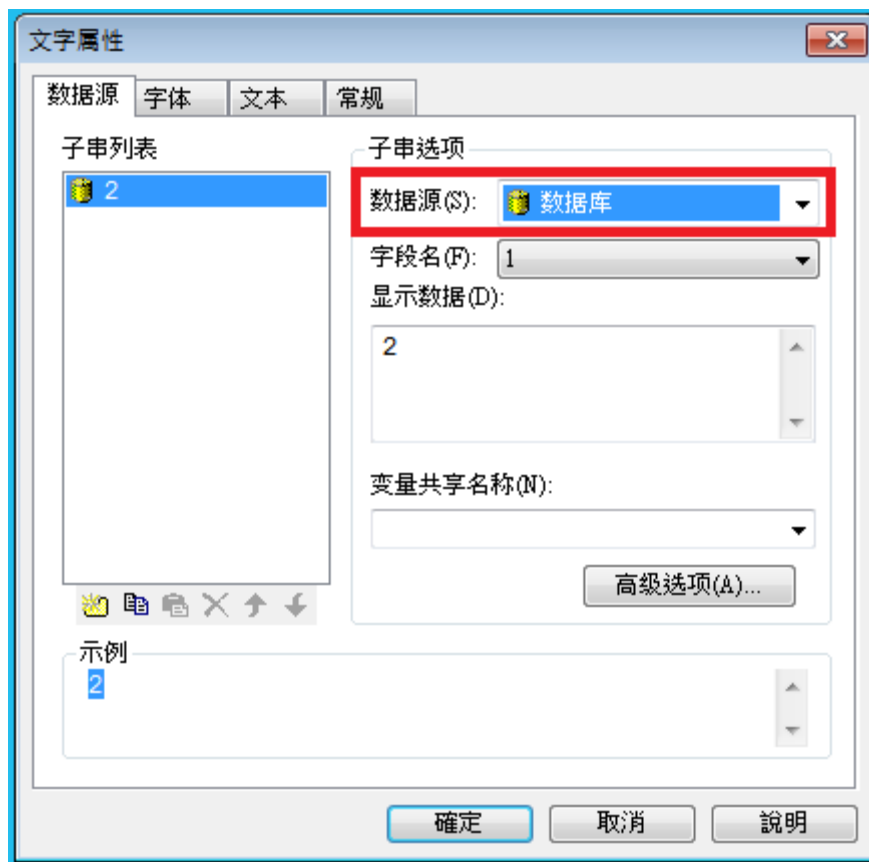 文字属性
数据源 字体 文本 常规
子串列表
2
子串选项
数据源(S): 数据库
字段名(F): 1
显示数据(D):
2
变量共享名称(N):
高级选项(A)...
示例
2
確定 取消 說明